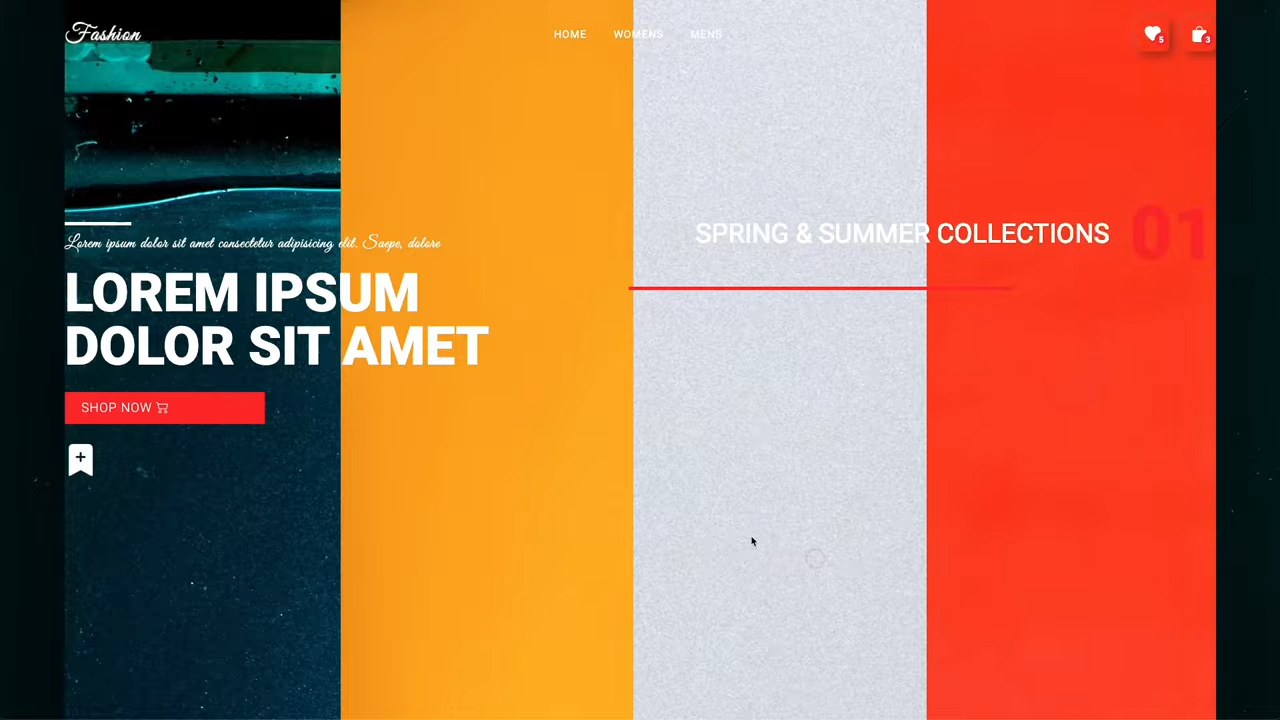 Fashion
HOME WOMENS MENS
5
3
Lorem ipsum dolor sit amet consectetur adipisicing elit. Saepe, dolore
LOREM IPSUM
DOLOR SIT AMET
SHOP NOW
SPRING & SUMMER COLLECTIONS
01